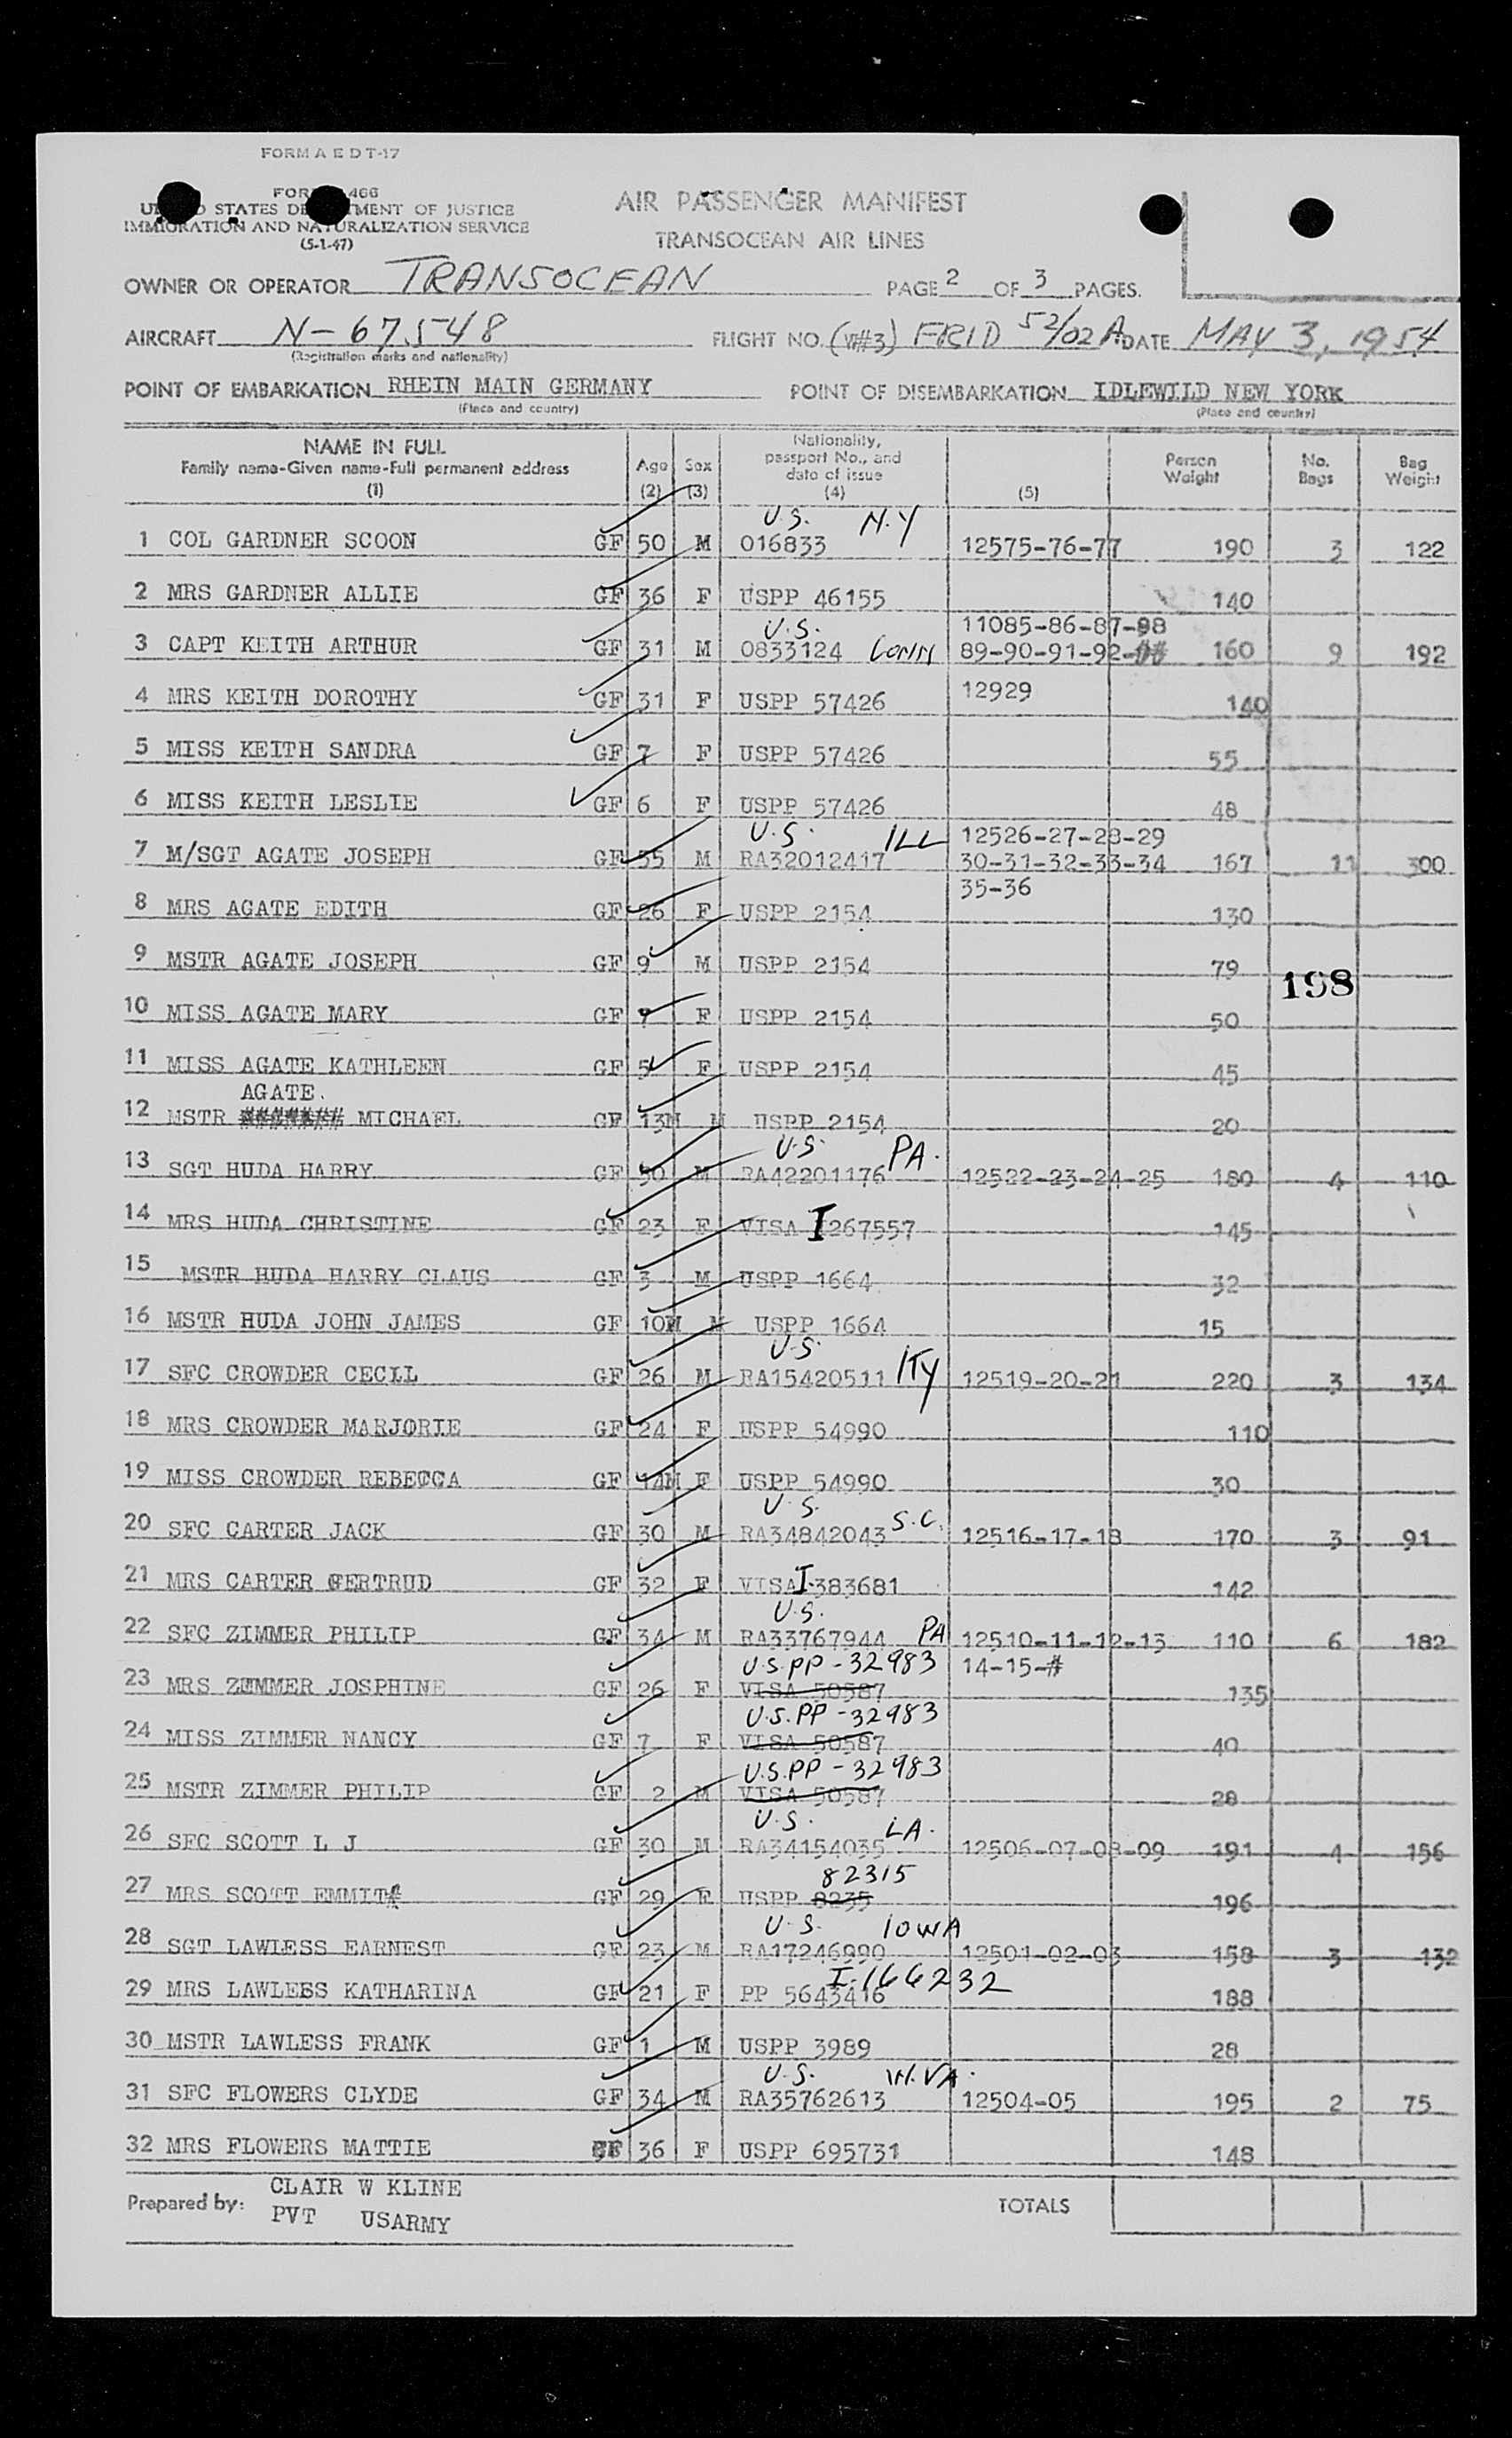 FORM A E D T-17
FOR 466
STATES DE TMENT OF JUSTICE
IMMIGRATION AND NATURALIZATION SERVICE
(5-1-47)
AIR PASSENGER MANIFEST
TRANSOCEAN AIR LINES
OWNER OR OPERATOR TRANSOCEAN PAGE 2 OF 3 PAGES.
AIRCRAFT N-67548 FLIGHT NO. FRID 52/02 A DATE MAY 3, 1954
(Registration marks and nationality)
POINT OF EMBARKATION RHEIN MAIN GERMANY POINT OF DISEMBARKATION IDLEWILD NEW YORK
(Place and country) (Place and country)
NAME IN FULL
Family name-Given name-Full permanent address
(1)
Age
(2)
Sex
(3)
Nationality,
passport No., and
date of issue
(4)
(5)
Person
Weight
No.
Bags
Bag
Weight
U.S. N.Y
1 COL GARDNER SCOON GF 50 M 016833 12575-76-77 190 3 122
2 MRS GARDNER ALLIE GF 36 F USPP 46155 140
U.S. 11085-86-87-98
3 CAPT KEITH ARTHUR GF 31 M 0833124 CONN 89-90-91-92-## 160 9 192
4 MRS KEITH DOROTHY GF 31 F USPP 57426 12929 140
5 MISS KEITH SANDRA GF 7 F USPP 57426 55
6 MISS KEITH LESLIE GF 6 F USPP 57426 48
U.S. ILL 12526-27-28-29
7 M/SGT AGATE JOSEPH GF 35 M RA32012417 30-31-32-33-34 167 11 300
35-36
8 MRS AGATE EDITH GF 26 F USPP 2154 130
9 MSTR AGATE JOSEPH GF 9 M USPP 2154 79
198
10 MISS AGATE MARY GF 7 F USPP 2154 50
11 MISS AGATE KATHLEEN GF 5 F USPP 2154 45
AGATE.
12 MSTR ####### MICHAEL GF 13M M USPP 2154 20
U.S. PA.
13 SGT HUDA HARRY GF 30 M RA42201176 12522-23-24-25 180 4 110
14 MRS HUDA CHRISTINE GF 23 F VISA I267557 145
15 MSTR HUDA HARRY CLAUS GF 3 M USPP 1664 32
16 MSTR HUDA JOHN JAMES GF 10M M USPP 1664 15
U.S.
17 SFC CROWDER CECIL GF 26 M RA15420511 KY 12519-20-21 220 3 134
18 MRS CROWDER MARJORIE GF 24 F USPP 54990 110
19 MISS CROWDER REBECCA GF 14M F USPP 54990 30
U.S.
20 SFC CARTER JACK GF 30 M RA34842043 S.C. 12516-17-18 170 3 91
21 MRS CARTER GERTRUD GF 32 F VISA I-383681 142
U.S.
22 SFC ZIMMER PHILIP GF 34 M RA33767944 PA 12510-11-12-13 110 6 182
U.S.PP-32983 14-15-#
23 MRS ZIMMER JOSPHINE GF 26 F VISA 50587 135
U.S.PP-32983
24 MISS ZIMMER NANCY GF 7 F VISA 50587 40
U.S.PP-32983
25 MSTR ZIMMER PHILIP GF 2 M VISA 50587 28
U.S. LA.
26 SFC SCOTT L J GF 30 M RA34154035 12506-07-08-09 191 4 156
82315
27 MRS SCOTT EMMIT GF 29 F USPP 8235 196
U.S. IOWA
28 SGT LAWLESS EARNEST GF 23 M RA17246990 12501-02-03 158 3 132
I-166232
29 MRS LAWLESS KATHARINA GF 21 F PP 5643416 188
30 MSTR LAWLESS FRANK GF 1 M USPP 3989 28
U.S. W.VA.
31 SFC FLOWERS CLYDE GF 34 M RA35762613 12504-05 195 2 75
32 MRS FLOWERS MATTIE GF 36 F USPP 695731 148
Prepared by: CLAIR W KLINE TOTALS
PVT USARMY